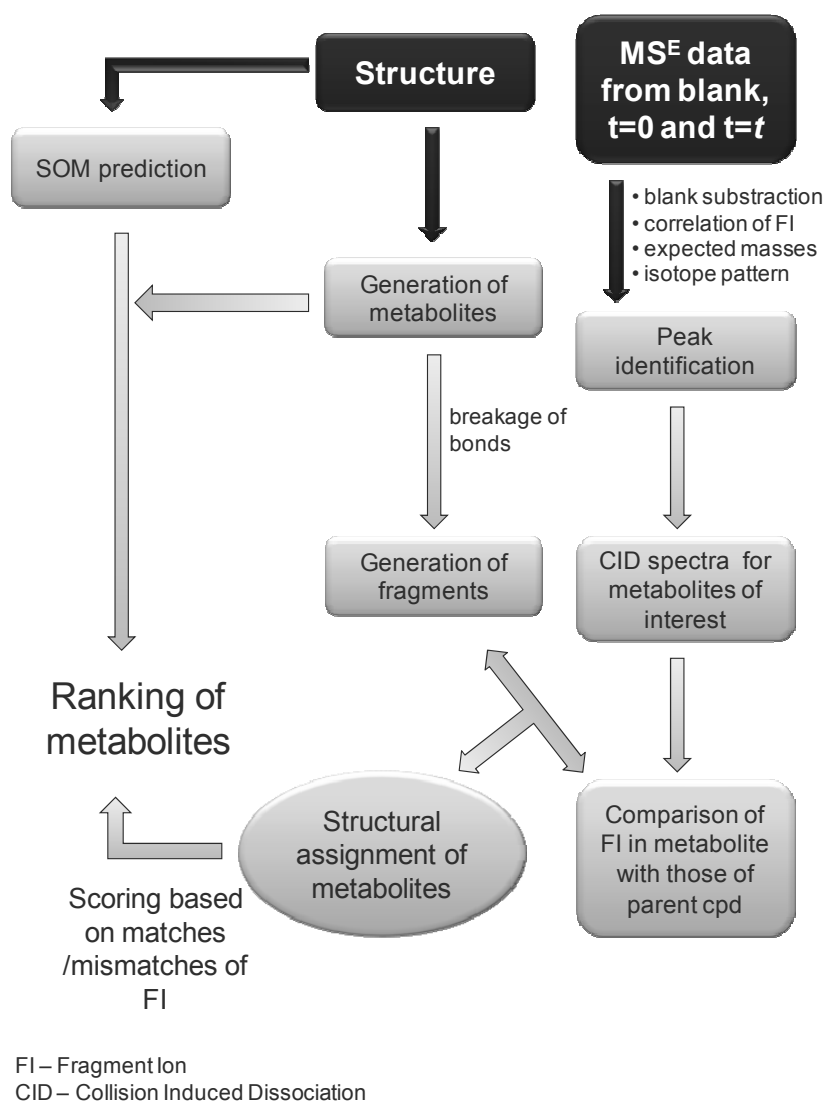 Structure
MSᴱ data
from blank,
t=0 and t=t
SOM prediction
• blank substraction
• correlation of FI
• expected masses
• isotope pattern
Generation of
metabolites
Peak
identification
breakage of
bonds
Generation of
fragments
CID spectra for
metabolites of
interest
Ranking of
metabolites
Structural
assignment of
metabolites
Comparison of
FI in metabolite
with those of
parent cpd
Scoring based
on matches
/mismatches of
FI
FI – Fragment Ion
CID – Collision Induced Dissociation